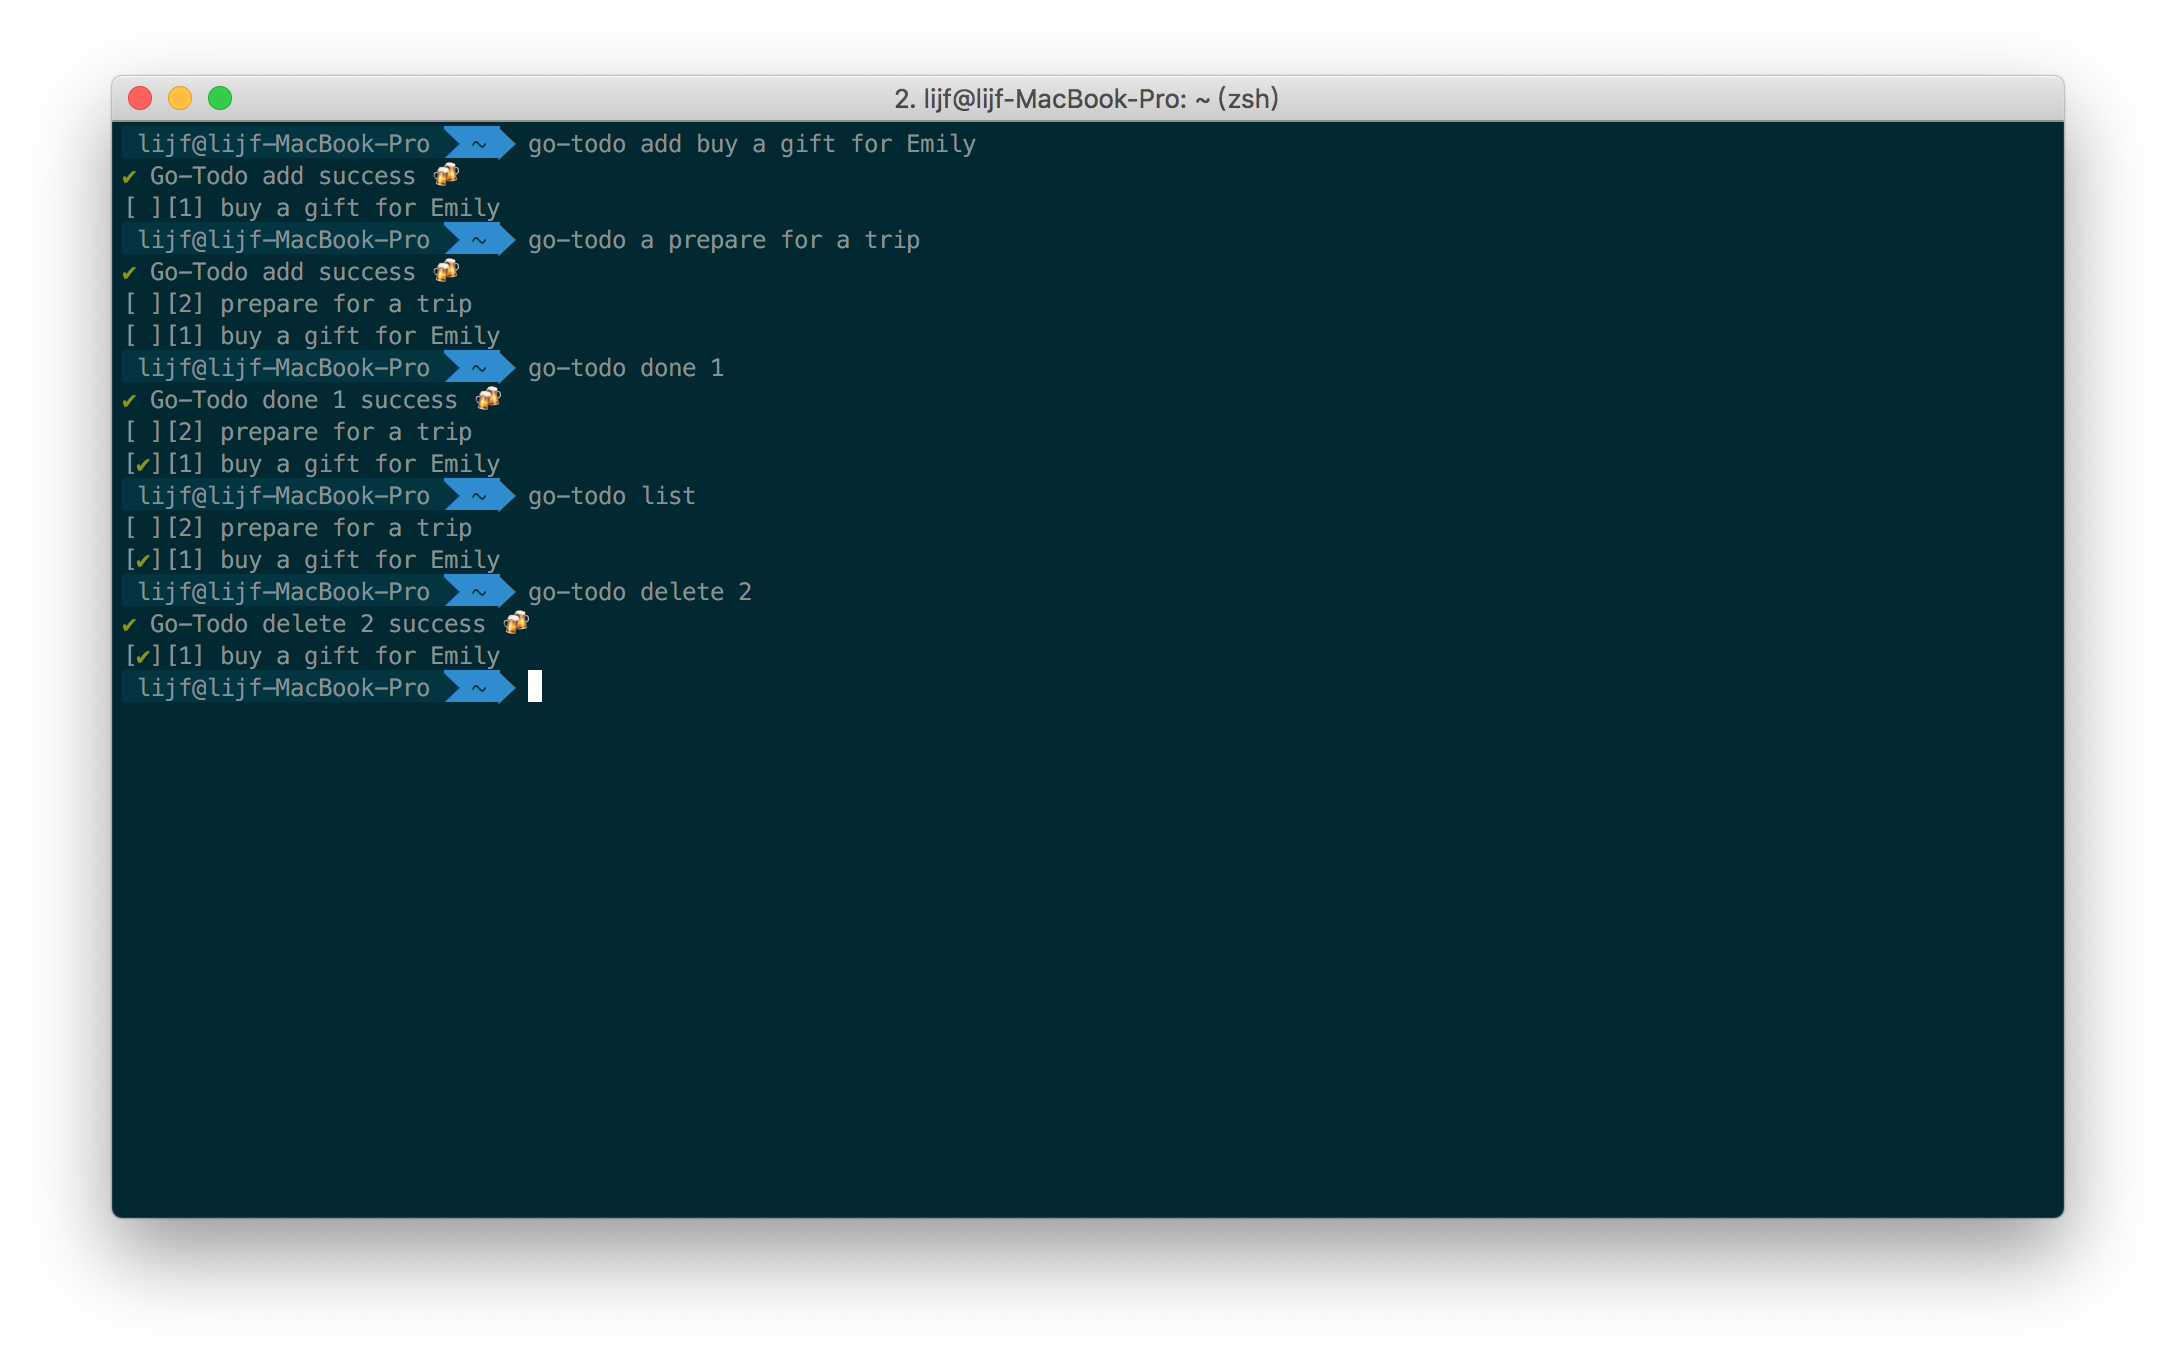 2. lijf@lijf-MacBook-Pro: ~ (zsh)
lijf@lijf-MacBook-Pro ~ go-todo add buy a gift for Emily
✔ Go-Todo add success 🍻
[ ][1] buy a gift for Emily
lijf@lijf-MacBook-Pro ~ go-todo a prepare for a trip
✔ Go-Todo add success 🍻
[ ][2] prepare for a trip
[ ][1] buy a gift for Emily
lijf@lijf-MacBook-Pro ~ go-todo done 1
✔ Go-Todo done 1 success 🍻
[ ][2] prepare for a trip
[✔][1] buy a gift for Emily
lijf@lijf-MacBook-Pro ~ go-todo list
[ ][2] prepare for a trip
[✔][1] buy a gift for Emily
lijf@lijf-MacBook-Pro ~ go-todo delete 2
✔ Go-Todo delete 2 success 🍻
[✔][1] buy a gift for Emily
lijf@lijf-MacBook-Pro ~